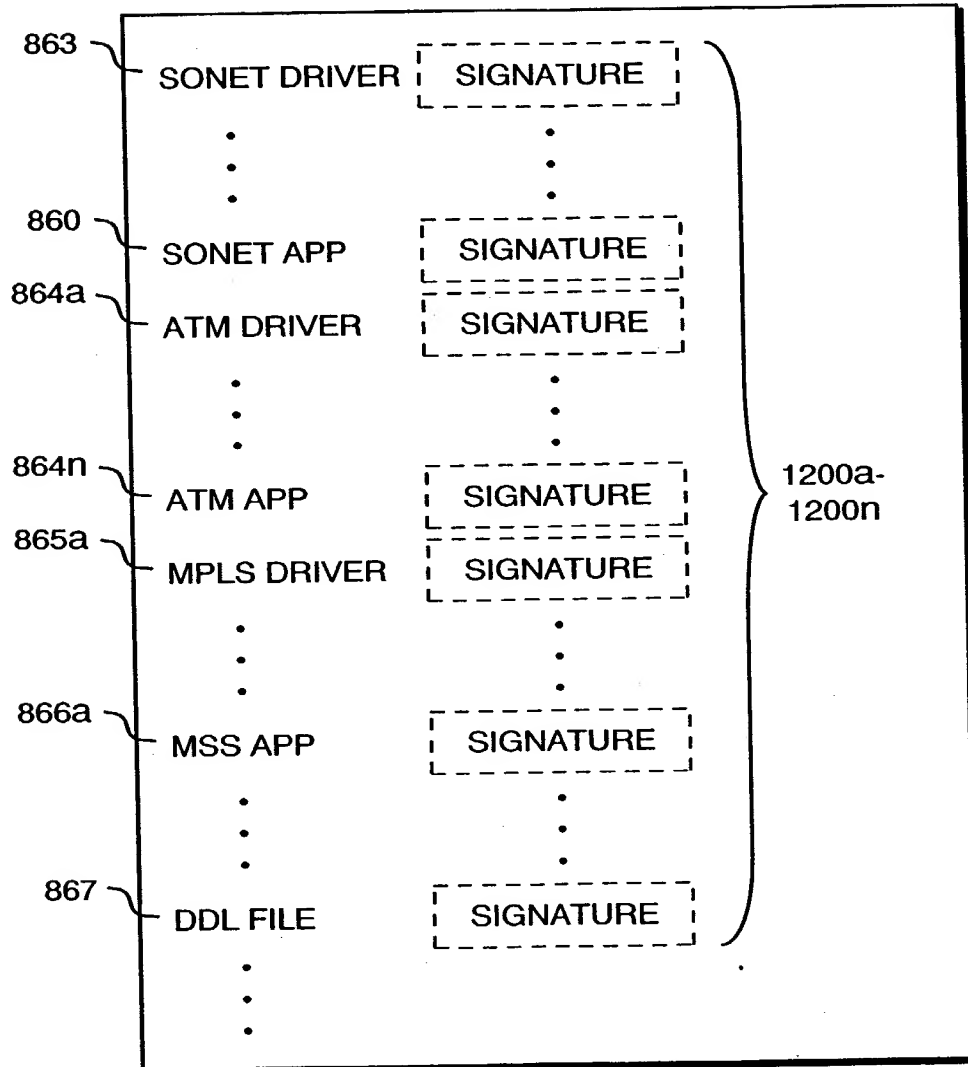 863
SONET DRIVER SIGNATURE
860
SONET APP SIGNATURE
864a
ATM DRIVER SIGNATURE
864n
ATM APP SIGNATURE
1200a-
1200n
865a
MPLS DRIVER SIGNATURE
866a
MSS APP SIGNATURE
867
DDL FILE SIGNATURE